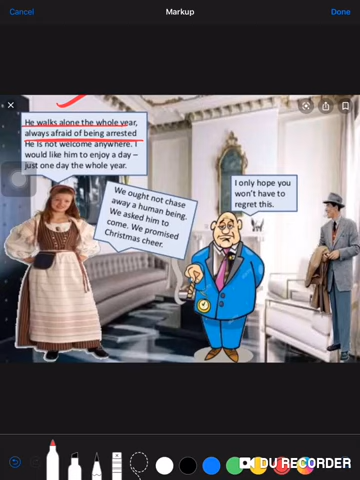 Cancel
Markup
Done
He walks alone the whole year,
always afraid of being arrested
He is not welcome anywhere. I
would like him to enjoy a day –
just one day the whole year.
We ought not chase
away a human being.
We asked him to
come. We promised
Christmas cheer.
I only hope you
won't have to
regret this.
DU RECORDER